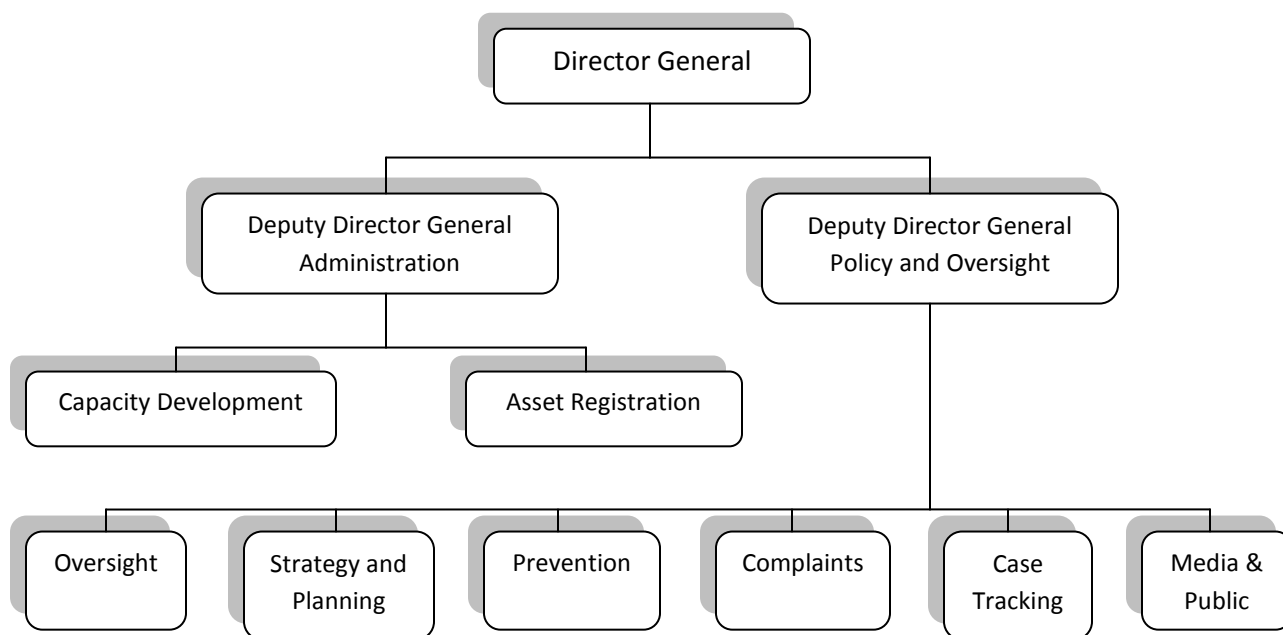 Director General
Deputy Director General
Administration
Deputy Director General
Policy and Oversight
Capacity Development
Asset Registration
Oversight
Strategy and
Planning
Prevention
Complaints
Case
Tracking
Media &
Public